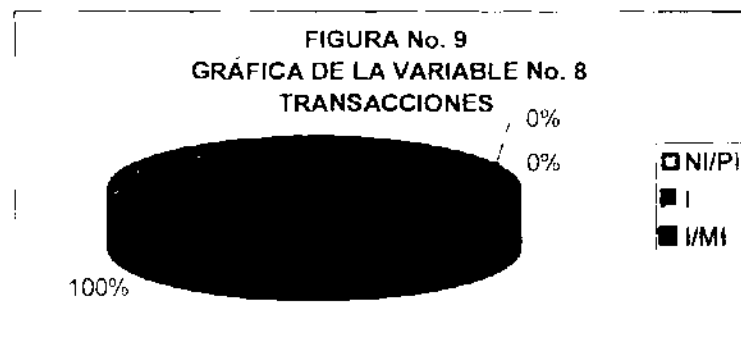 FIGURA No. 9
GRÁFICA DE LA VARIABLE No. 8
TRANSACCIONES
0%
0%
100%
NI/PI
I
I/MI